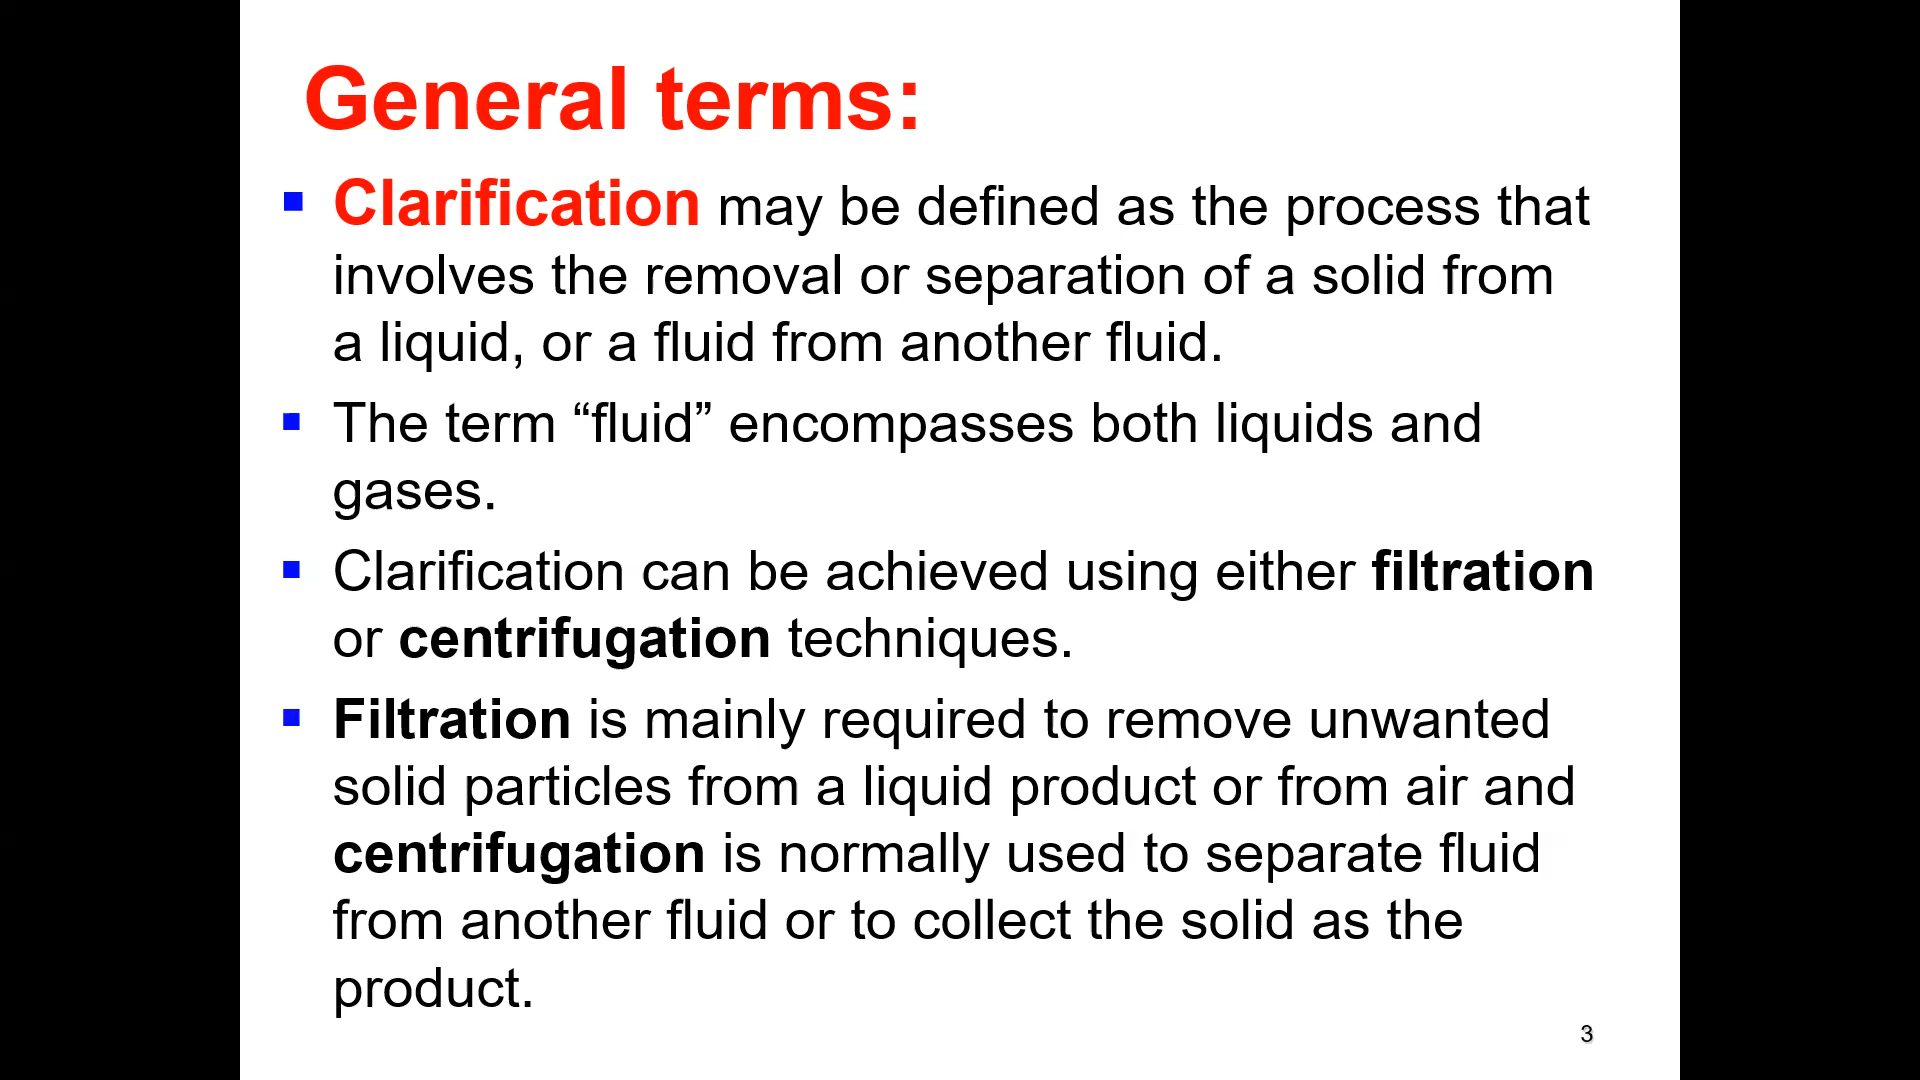 General terms:
▪ Clarification may be defined as the process that
involves the removal or separation of a solid from
a liquid, or a fluid from another fluid.
▪ The term “fluid” encompasses both liquids and
gases.
▪ Clarification can be achieved using either filtration
or centrifugation techniques.
▪ Filtration is mainly required to remove unwanted
solid particles from a liquid product or from air and
centrifugation is normally used to separate fluid
from another fluid or to collect the solid as the
product.
3